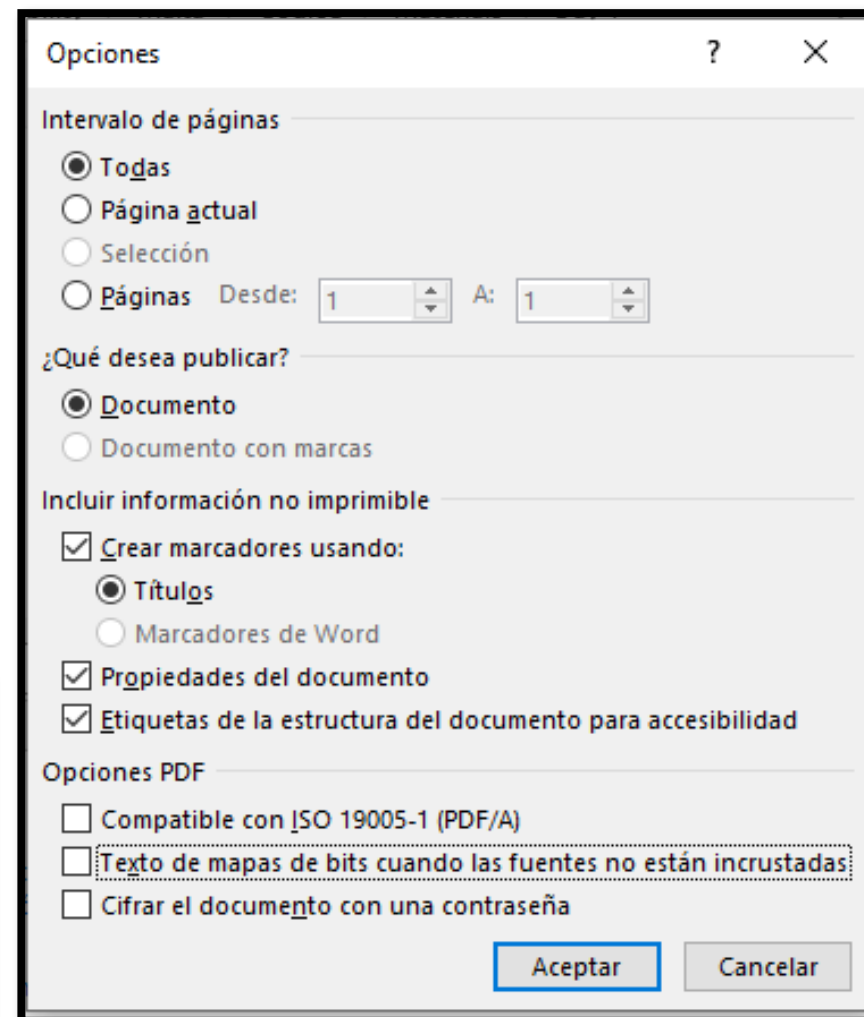 Opciones ?
Intervalo de páginas
Todas
Página actual
Selección
Páginas Desde: 1 A: 1
¿Qué desea publicar?
Documento
Documento con marcas
Incluir información no imprimible
Crear marcadores usando:
Títulos
Marcadores de Word
Propiedades del documento
Etiquetas de la estructura del documento para accesibilidad
Opciones PDF
Compatible con ISO 19005-1 (PDF/A)
Texto de mapas de bits cuando las fuentes no están incrustadas
Cifrar el documento con una contraseña
Aceptar Cancelar